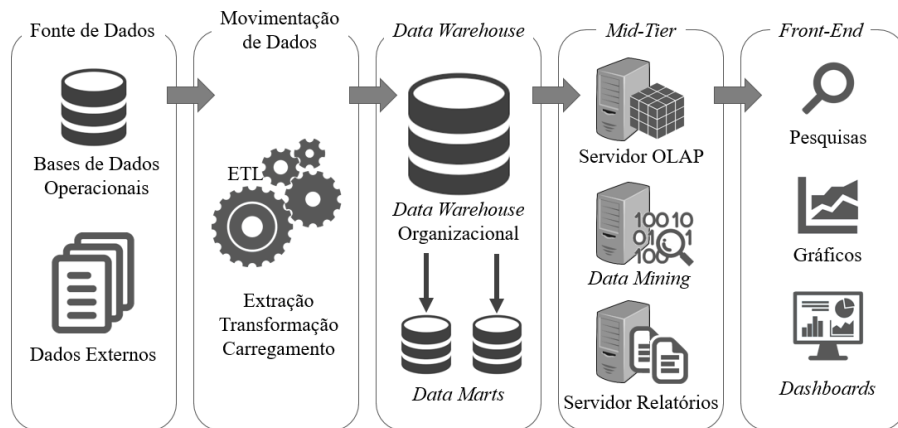 Fonte de Dados
Bases de Dados
Operacionais
Dados Externos
Movimentação
de Dados
ETL
Extração
Transformação
Carregamento
Data Warehouse
Data Warehouse
Organizacional
Data Marts
Mid-Tier
Servidor OLAP
10010
01 1
100
Data Mining
Servidor Relatórios
Front-End
Pesquisas
Gráficos
Dashboards